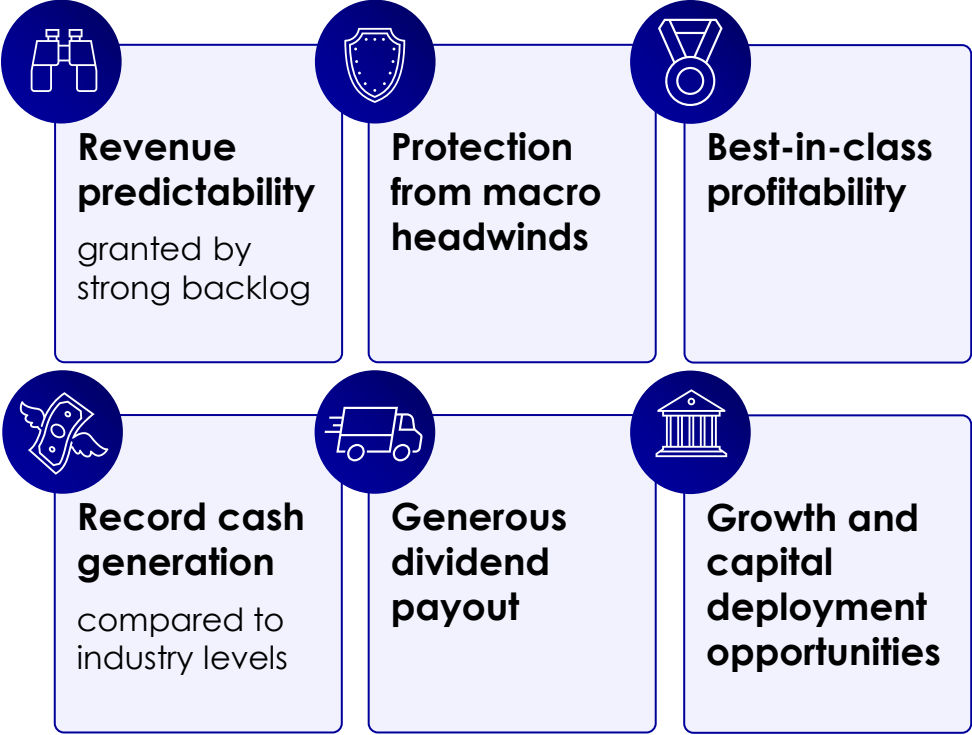 Revenue
predictability
granted by
strong backlog
Protection
from macro
headwinds
Best-in-class
profitability
Record cash
generation
compared to
industry levels
Generous
dividend
payout
Growth and
capital
deployment
opportunities